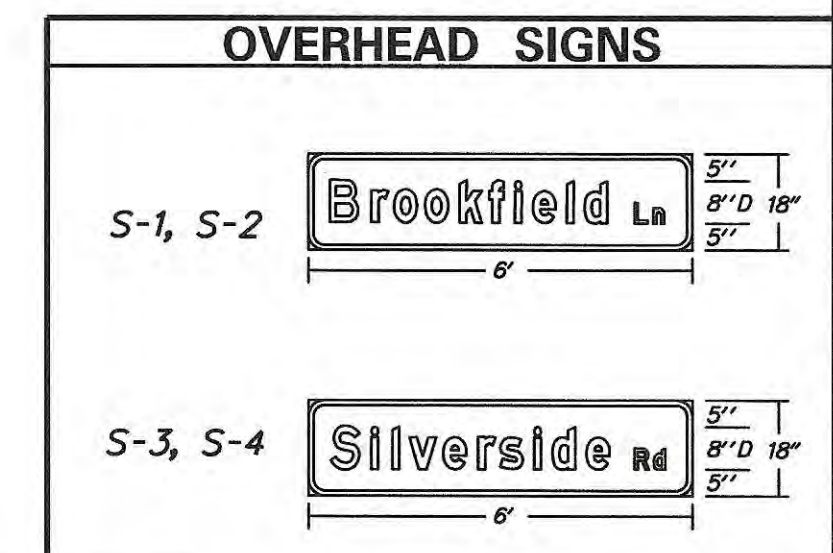 OVERHEAD SIGNS
S-1, S-2
Brookfield Ln
5''
8''D 18''
5''
6'
S-3, S-4
Silverside Rd
5''
8''D 18''
5''
6'